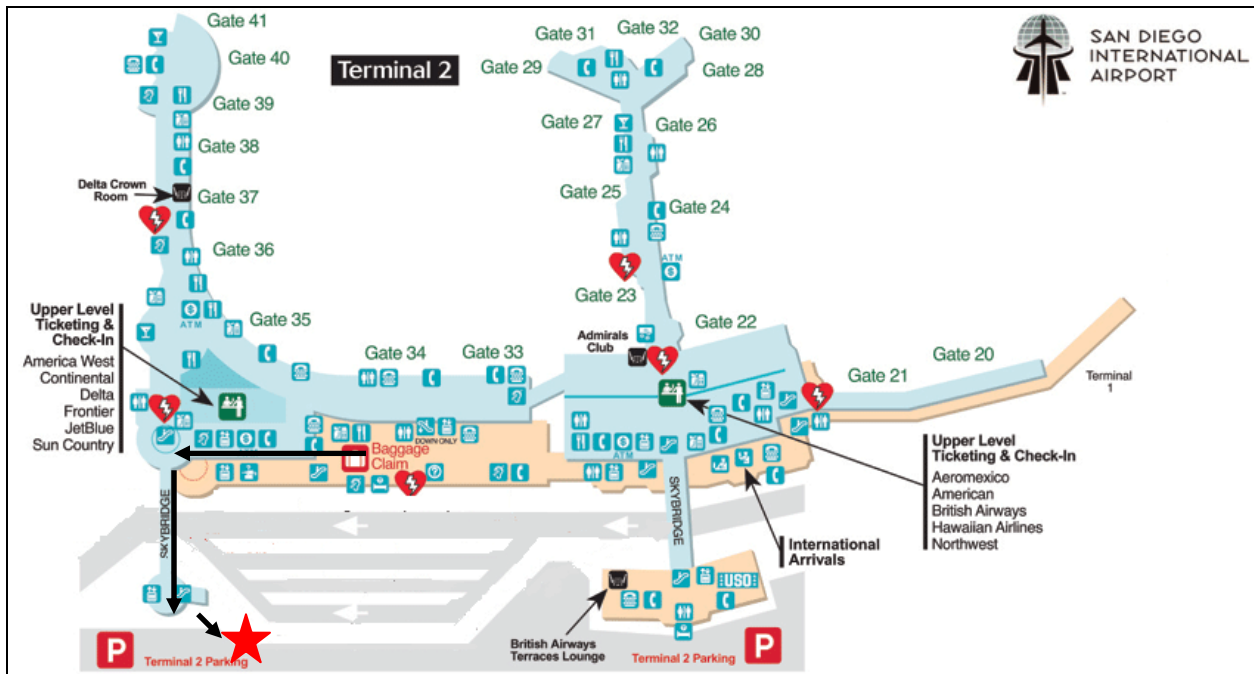 Gate 41
Gate 40
Gate 39
Gate 38
Gate 37
Gate 36
Gate 35
Delta Crown
Room
Terminal 2
Gate 31
Gate 32
Gate 30
Gate 29
Gate 28
Gate 27
Gate 26
Gate 25
Gate 24
ATM
Gate 23
Gate 22
SAN DIEGO
INTERNATIONAL
AIRPORT
Upper Level
Ticketing &
Check-In
America West
Continental
Delta
Frontier
JetBlue
Sun Country
ATM
Gate 34
Gate 33
Admirals
Club
Gate 20
Gate 21
Terminal
1
DOWN ONLY
Baggage
Claim
ATM
Upper Level
Ticketing & Check-In
Aeromexico
American
British Airways
Hawaiian Airlines
Northwest
SKYBRIDGE
SKYBRIDGE
International
Arrivals
USO
British Airways
Terraces Lounge
P
Terminal 2 Parking
Terminal 2 Parking
P